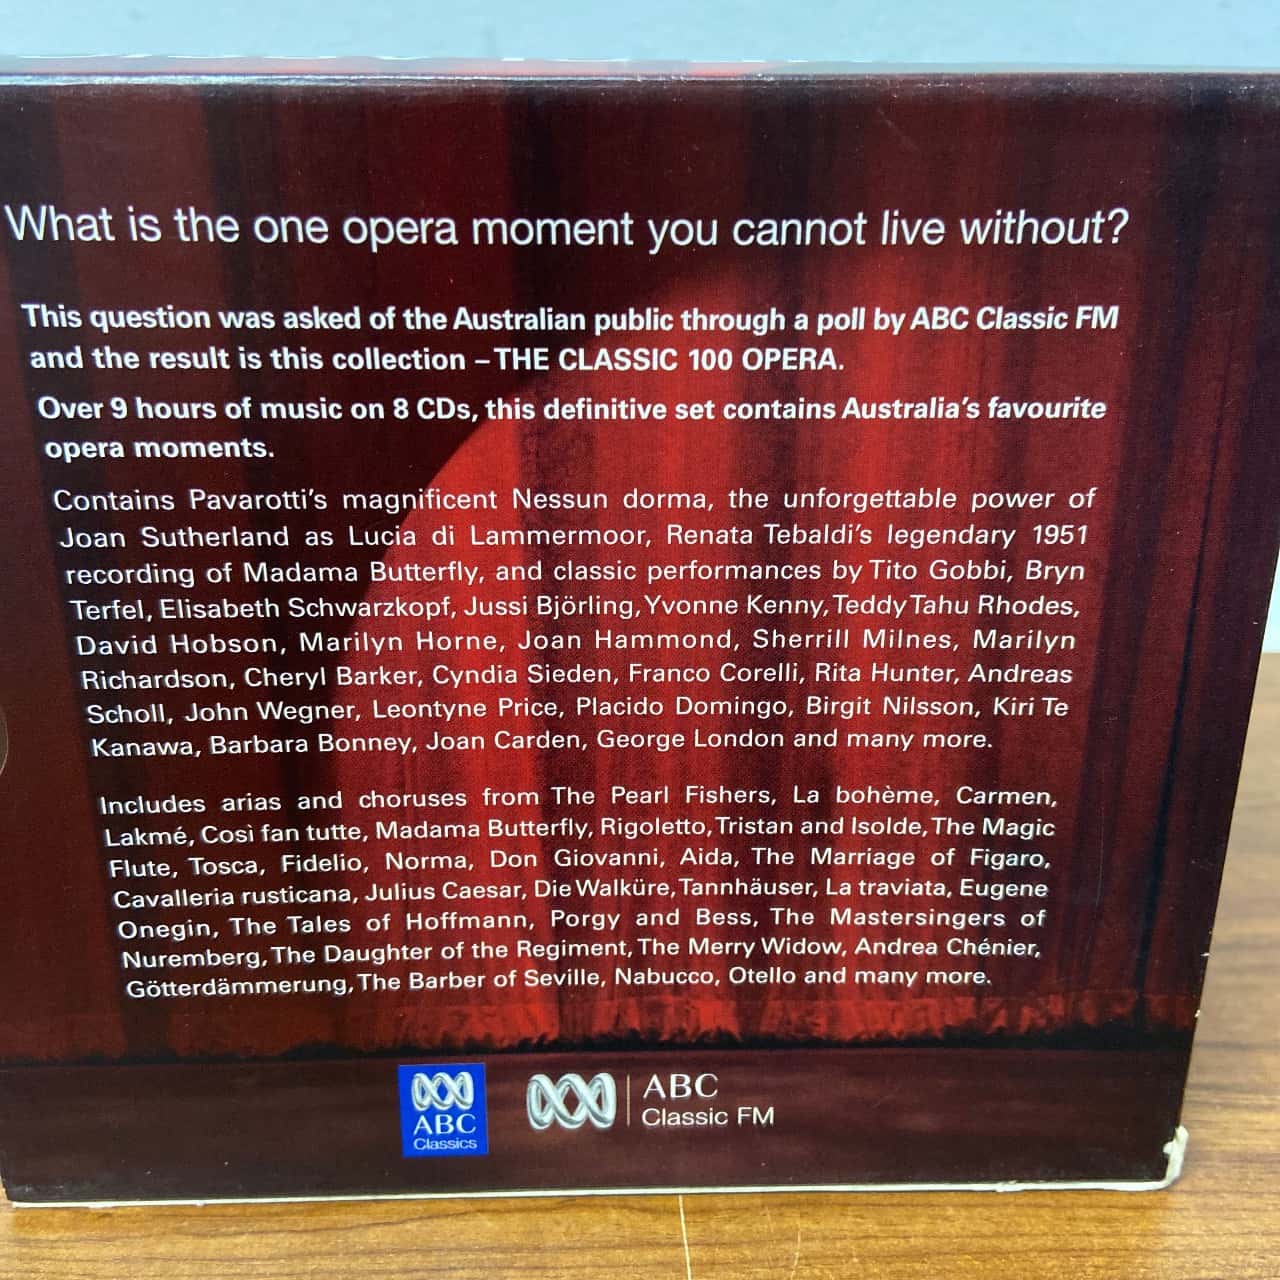 What is the one opera moment you cannot live without?
This question was asked of the Australian public through a poll by ABC Classic FM
and the result is this collection – THE CLASSIC 100 OPERA.
Over 9 hours of music on 8 CDs, this definitive set contains Australia's favourite
opera moments.
Contains Pavarotti's magnificent Nessun dorma, the unforgettable power of
Joan Sutherland as Lucia di Lammermoor, Renata Tebaldi's legendary 1951
recording of Madama Butterfly, and classic performances by Tito Gobbi, Bryn
Terfel, Elisabeth Schwarzkopf, Jussi Björling, Yvonne Kenny, Teddy Tahu Rhodes,
David Hobson, Marilyn Horne, Joan Hammond, Sherrill Milnes, Marilyn
Richardson, Cheryl Barker, Cyndia Sieden, Franco Corelli, Rita Hunter, Andreas
Scholl, John Wegner, Leontyne Price, Placido Domingo, Birgit Nilsson, Kiri Te
Kanawa, Barbara Bonney, Joan Carden, George London and many more.
Includes arias and choruses from The Pearl Fishers, La bohème, Carmen,
Lakmé, Così fan tutte, Madama Butterfly, Rigoletto, Tristan and Isolde, The Magic
Flute, Tosca, Fidelio, Norma, Don Giovanni, Aida, The Marriage of Figaro,
Cavalleria rusticana, Julius Caesar, Die Walküre, Tannhäuser, La traviata, Eugene
Onegin, The Tales of Hoffmann, Porgy and Bess, The Mastersingers of
Nuremberg, The Daughter of the Regiment, The Merry Widow, Andrea Chénier,
Götterdämmerung, The Barber of Seville, Nabucco, Otello and many more.
ABC
Classics
ABC
Classic FM